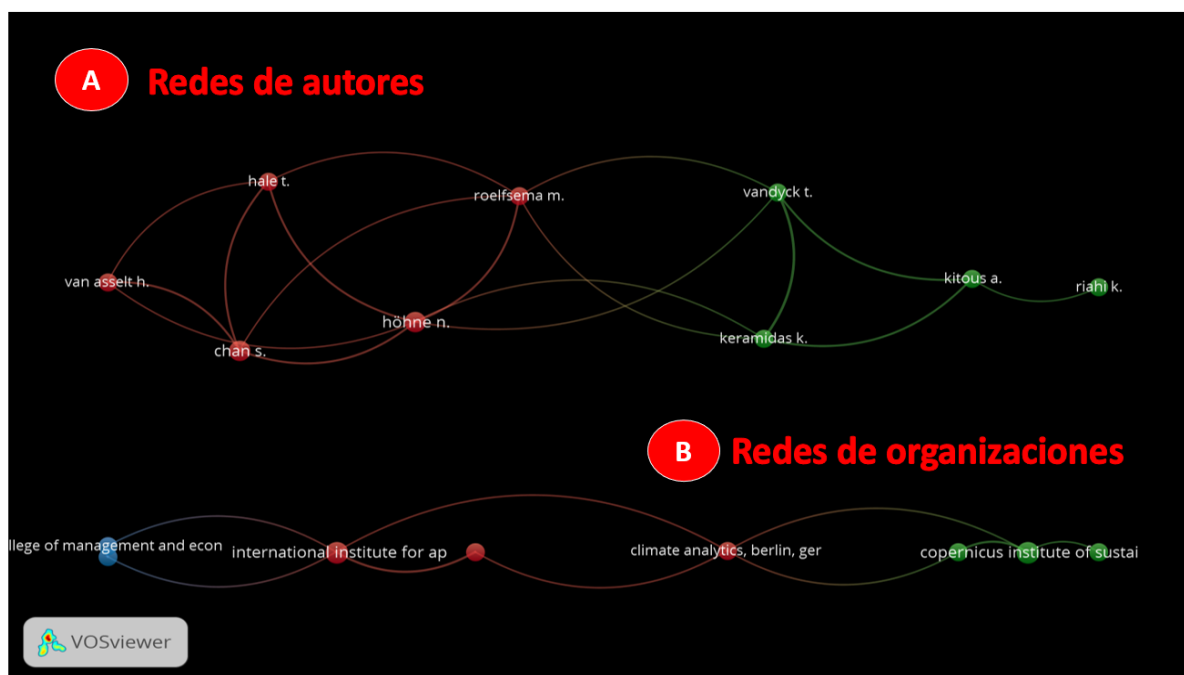 A Redes de autores
hale t.
roelfsema m.
vandyck t.
van asselt h.
kitous a.
riahi k.
höhne n.
chan s.
keramidas k.
B Redes de organizaciones
llege of management and econ
international institute for ap
climate analytics, berlin, ger
copernicus institute of sustai
VOSviewer